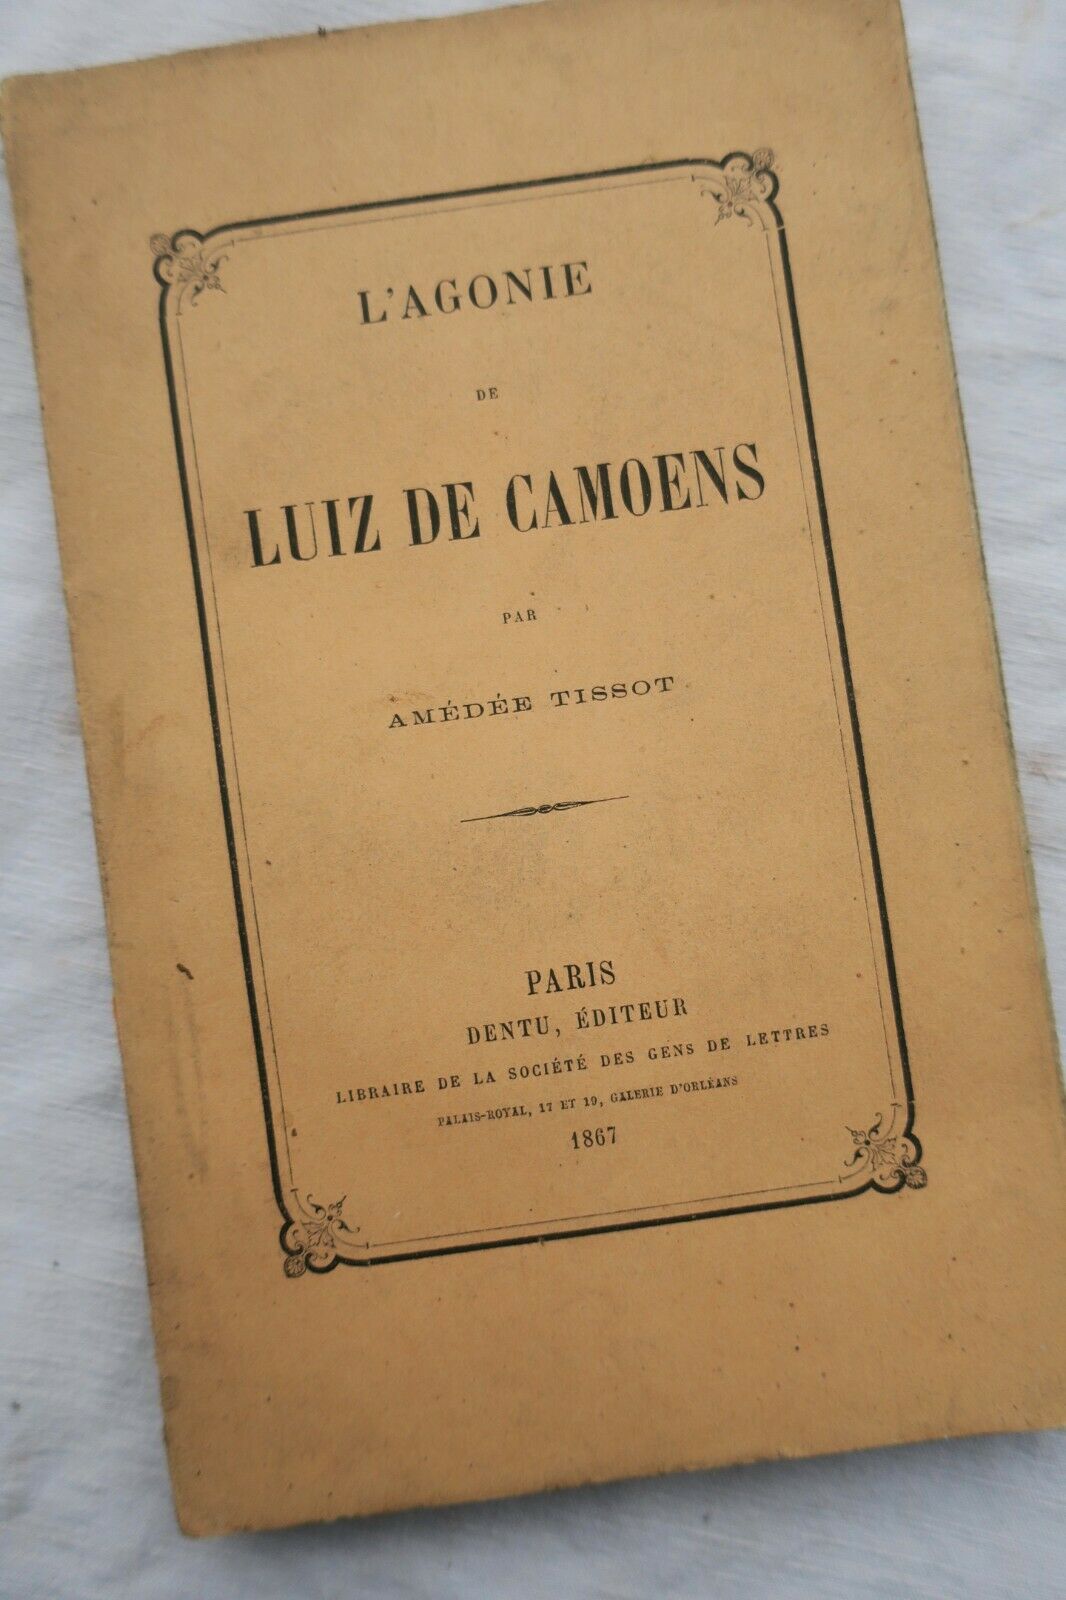 L'AGONIE
DE
LUIZ DE CAMOENS
PAR
AMÉDÉE TISSOT
PARIS
DENTU, ÉDITEUR
LIBRAIRE DE LA SOCIÉTÉ DES GENS DE LETTRES
PALAIS-ROYAL, 17 ET 19, GALERIE D'ORLÉANS
1867